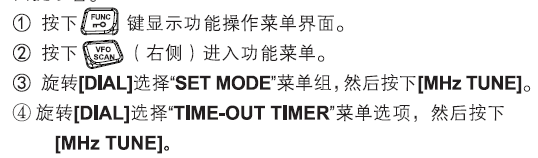 ① 按下 FUNC 键显示功能操作菜单界面。
② 按下 VFO SCAN （右侧）进入功能菜单。
③ 旋转[DIAL]选择“SET MODE”菜单组，然后按下[MHz TUNE]。
④ 旋转[DIAL]选择“TIME-OUT TIMER”菜单选项，然后按下
[MHz TUNE]。